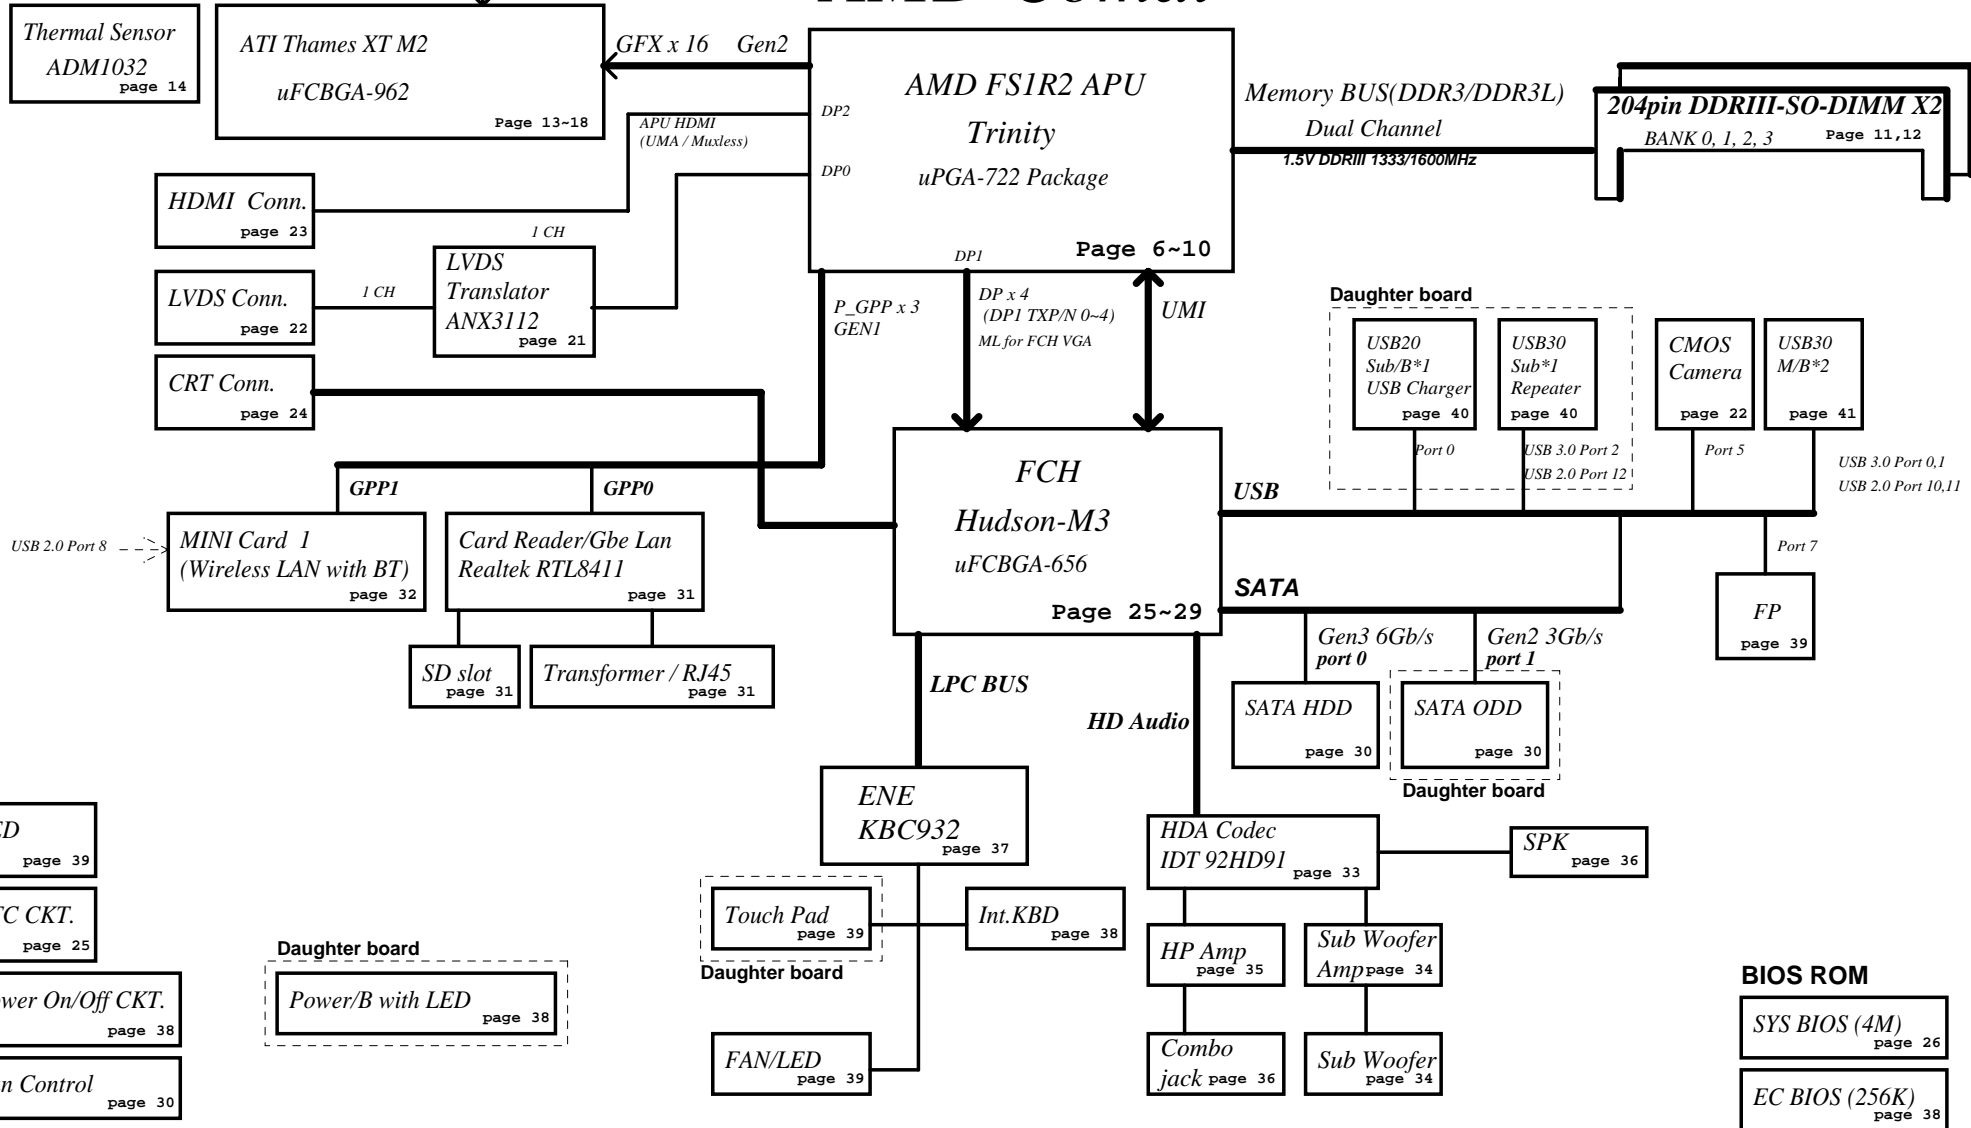 Thermal Sensor
ADM1032
page 14
ATI Thames XT M2
uFCBGA-962
Page 13~18
GFX x 16 Gen2
AMD FS1R2 APU
Trinity
uPGA-722 Package
Page 6~10
DP2
DP0
DP1
APU HDMI
(UMA / Muxless)
Memory BUS(DDR3/DDR3L)
Dual Channel
1.5V DDRIII 1333/1600MHz
204pin DDRIII-SO-DIMM X2
BANK 0, 1, 2, 3
Page 11,12
HDMI Conn.
page 23
1 CH
LVDS Conn.
page 22
1 CH
LVDS
Translator
ANX3112
page 21
CRT Conn.
page 24
P_GPP x 3
GEN1
DP x 4
(DP1 TXP/N 0~4)
ML for FCH VGA
UMI
Daughter board
USB20
Sub/B*1
USB Charger
page 40
USB30
Sub*1
Repeater
page 40
CMOS
Camera
page 22
USB30
M/B*2
page 41
Port 0
USB 3.0 Port 2
USB 2.0 Port 12
Port 5
USB 3.0 Port 0,1
USB 2.0 Port 10,11
GPP1
GPP0
USB 2.0 Port 8
MINI Card 1
(Wireless LAN with BT)
page 32
Card Reader/Gbe Lan
Realtek RTL8411
page 31
FCH
Hudson-M3
uFCBGA-656
Page 25~29
USB
SATA
Port 7
FP
page 39
SD slot
page 31
Transformer / RJ45
page 31
Gen3 6Gb/s
port 0
Gen2 3Gb/s
port 1
LPC BUS
HD Audio
SATA HDD
page 30
SATA ODD
page 30
Daughter board
ENE
KBC932
page 37
HDA Codec
IDT 92HD91
page 33
SPK
page 36
page 39
CKT.
page 25
On/Off CKT.
page 38
Control
page 30
Daughter board
Power/B with LED
page 38
Touch Pad
page 39
Daughter board
Int.KBD
page 38
FAN/LED
page 39
HP Amp
page 35
Sub Woofer
Amp page 34
Combo
jack page 36
Sub Woofer
page 34
BIOS ROM
SYS BIOS (4M)
page 26
EC BIOS (256K)
page 38